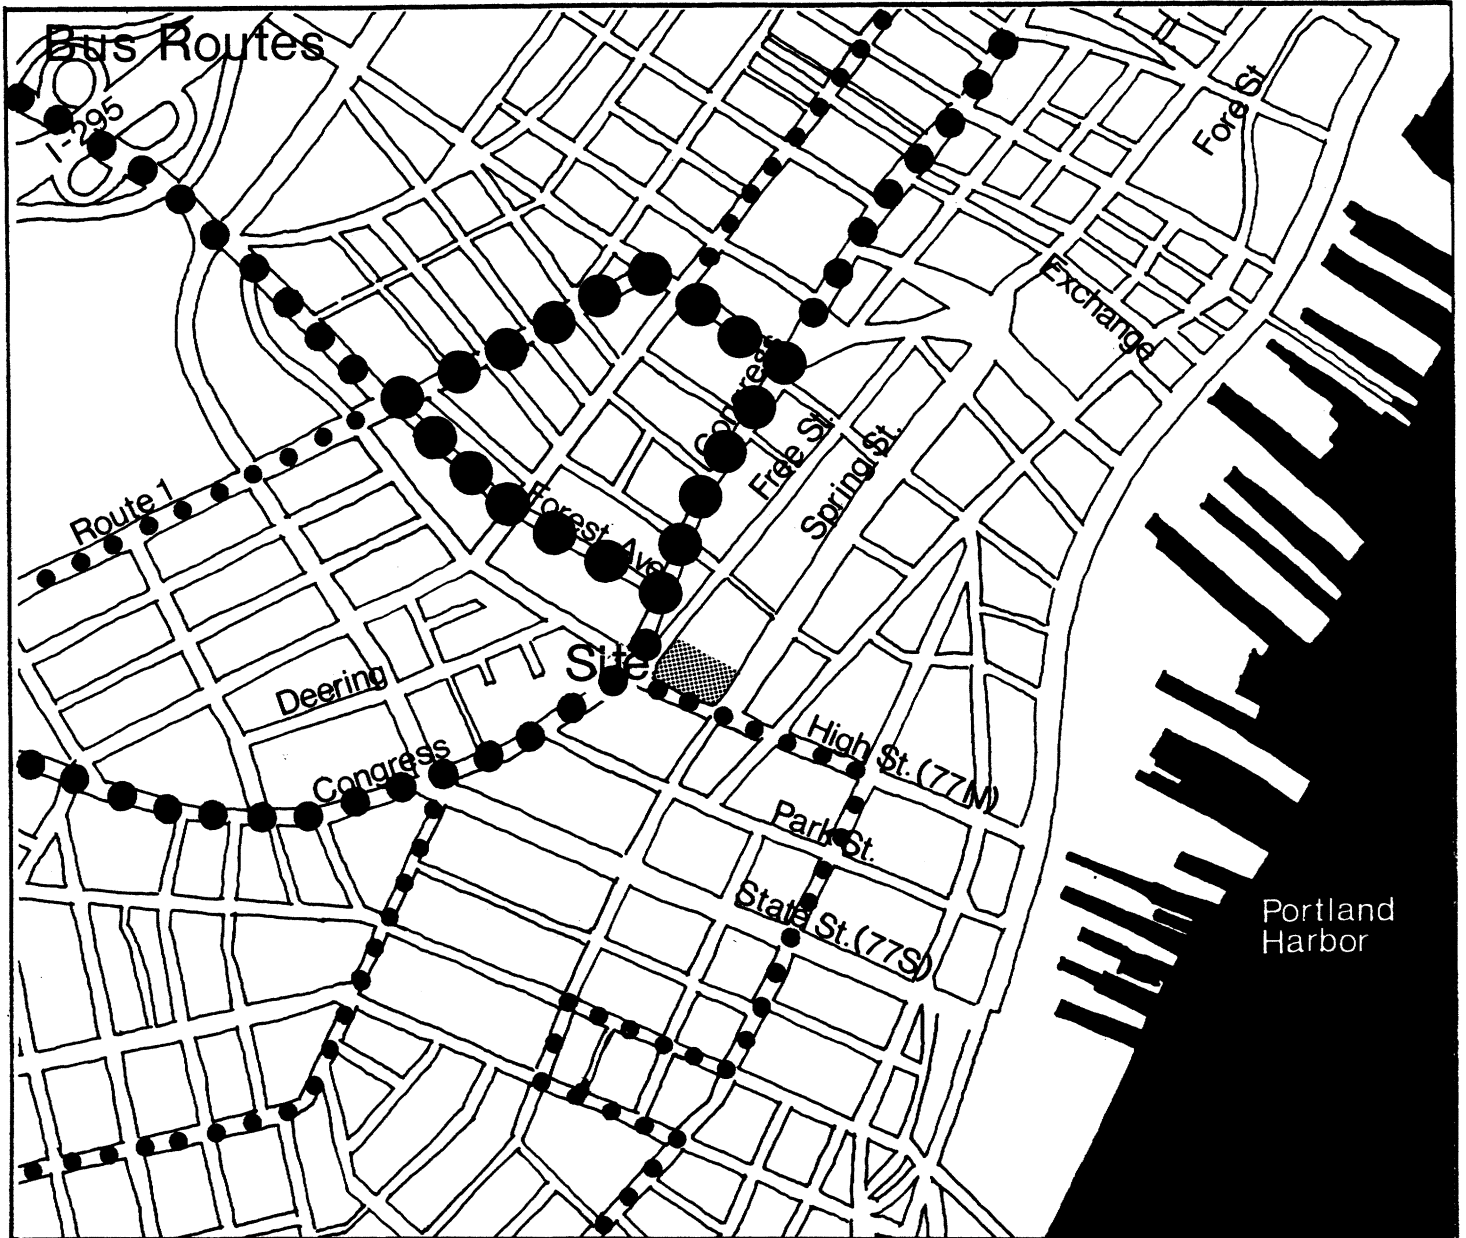 Bus Routes
I-295
Fore St.
Exchange
Congress
Free St.
Spring St.
Route 1
Forest Ave
Site
Deering
High St. (77N)
Congress
Park St.
State St. (77S)
Portland
Harbor